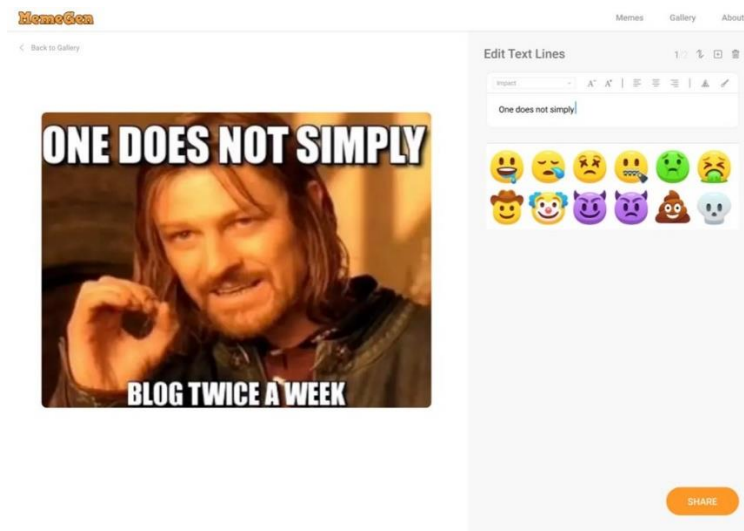 MemeGen
Memes Gallery About
Back to Gallery
Edit Text Lines
Impact
One does not simply
ONE DOES NOT SIMPLY
BLOG TWICE A WEEK
SHARE